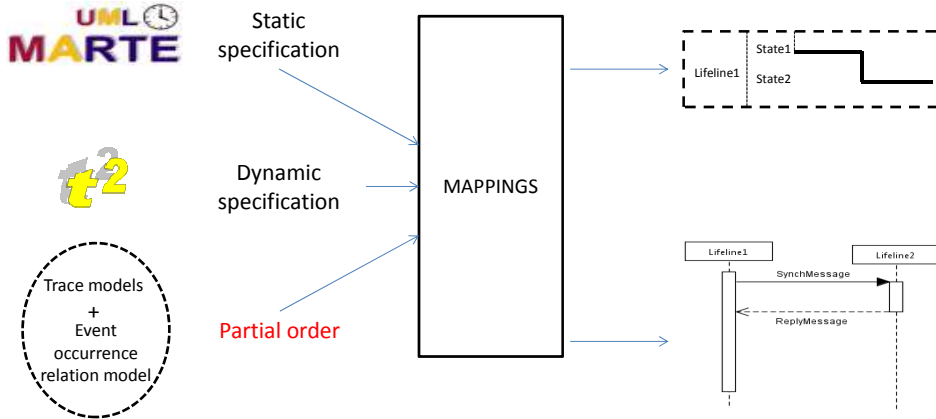 UML
MARTE
Static
specification
t2
Dynamic
specification
Trace models
+
Event
occurrence
relation model
Partial order
MAPPINGS
Lifeline1
State1
State2
Lifeline1
Lifeline2
SynchMessage
ReplyMessage